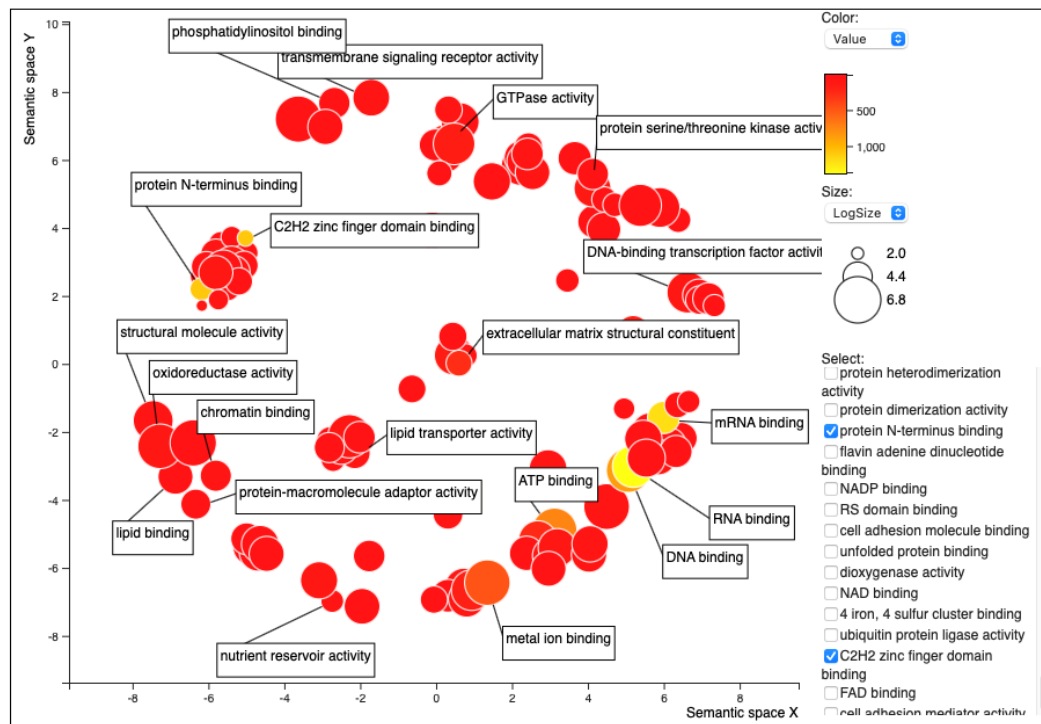 phosphatidylinositol binding
transmembrane signaling receptor activity
GTPase activity
protein serine/threonine kinase activ
protein N-terminus binding
C2H2 zinc finger domain binding
DNA-binding transcription factor activit
structural molecule activity
extracellular matrix structural constituent
oxidoreductase activity
chromatin binding
mRNA binding
lipid transporter activity
ATP binding
protein-macromolecule adaptor activity
RNA binding
lipid binding
DNA binding
metal ion binding
nutrient reservoir activity
Semantic space Y
10
8
6
4
2
0
-2
-4
-6
-8
-8
-6
-4
-2
0
2
4
6
8
Semantic space X
Color:
Value
500
1,000
Size:
LogSize
2.0
4.4
6.8
Select:
protein heterodimerization
activity
protein dimerization activity
protein N-terminus binding
flavin adenine dinucleotide
binding
NADP binding
RS domain binding
cell adhesion molecule binding
unfolded protein binding
dioxygenase activity
NAD binding
4 iron, 4 sulfur cluster binding
ubiquitin protein ligase activity
C2H2 zinc finger domain
binding
FAD binding
cell adhesion mediator activity